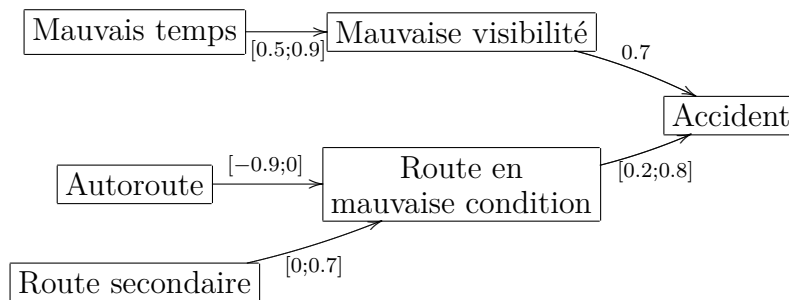 Mauvais temps
[0.5;0.9]
Mauvaise visibilité
0.7
Accident
Autoroute
[−0.9;0]
Route en
mauvaise condition
[0.2;0.8]
Route secondaire
[0;0.7]